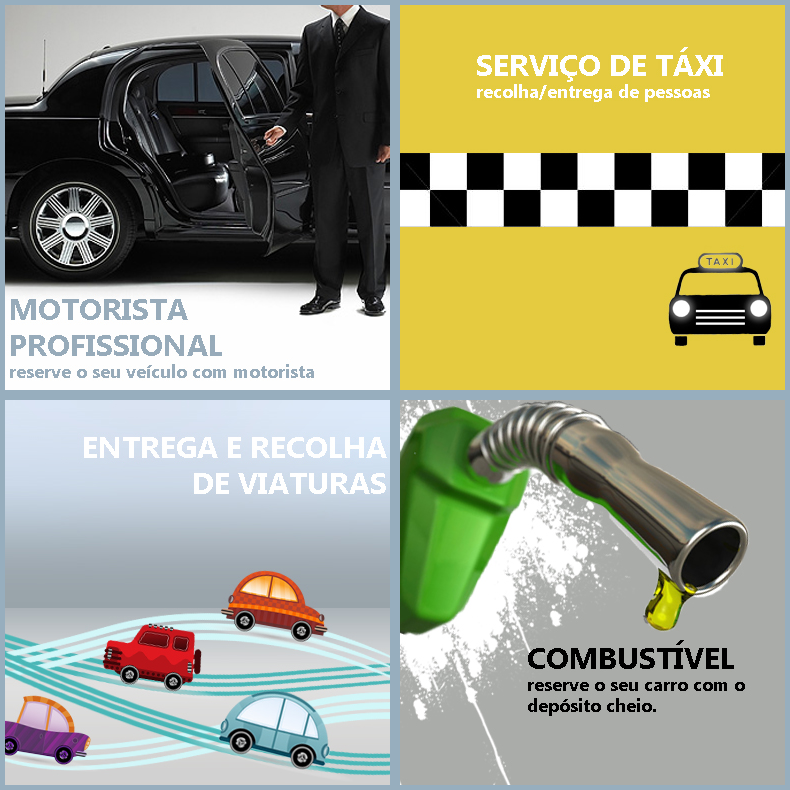 MOTORISTA
PROFISSIONAL
reserve o seu veículo com motorista
SERVIÇO DE TÁXI
recolha/entrega de pessoas
TAXI
ENTREGA E RECOLHA
DE VIATURAS
COMBUSTÍVEL
reserve o seu carro com o
depósito cheio.